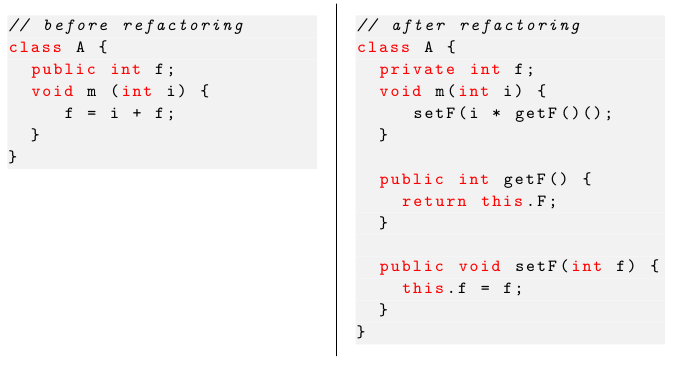 // before refactoring
class A {
  public int f;
  void m (int i) {
     f = i + f;
  }
}
// after refactoring
class A {
  private int f;
  void m(int i) {
     setF(i * getF()();
  }

  public int getF() {
    return this.F;
  }

  public void setF(int f) {
    this.f = f;
  }
}